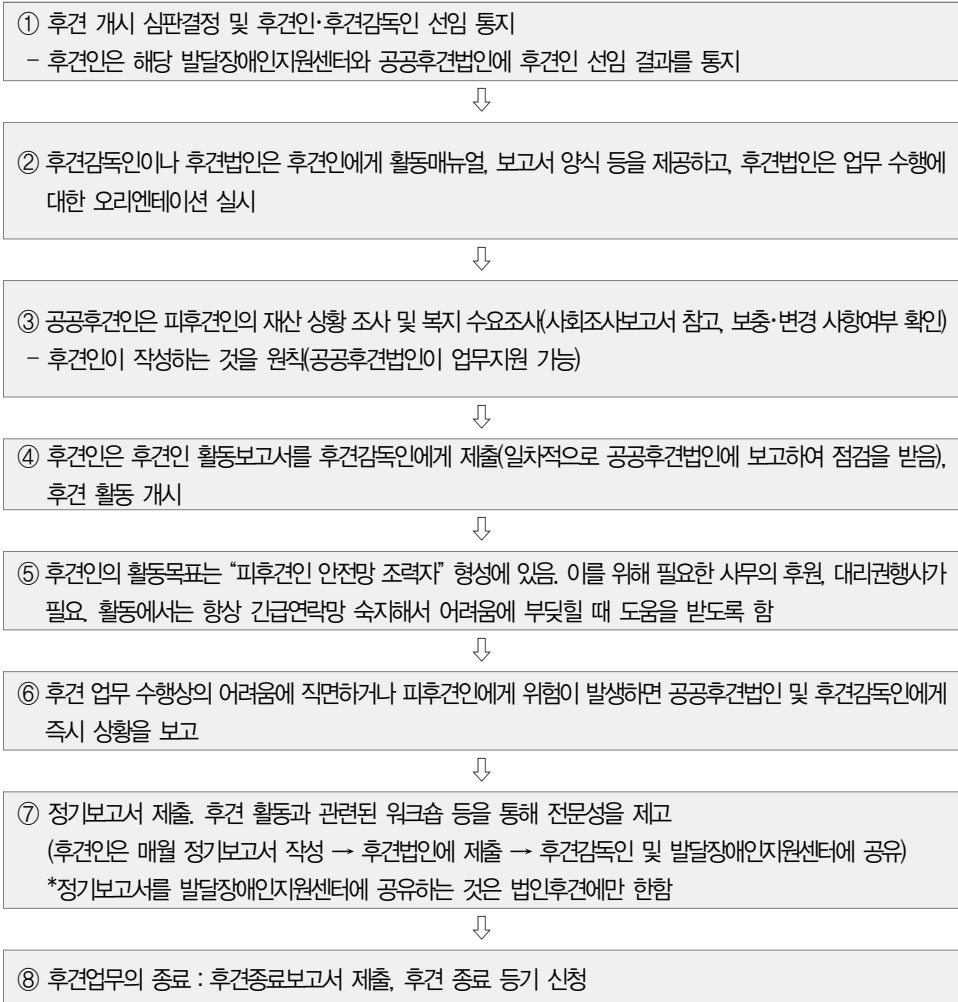 ① 후견 개시 심판결정 및 후견인·후견감독인 선임 통지
- 후견인은 해당 발달장애인지원센터와 공공후견법인에 후견인 선임 결과를 통지
⇩
② 후견감독인이나 후견법인은 후견인에게 활동매뉴얼, 보고서 양식 등을 제공하고, 후견법인은 업무 수행에
대한 오리엔테이션 실시
⇩
③ 공공후견인은 피후견인의 재산 상황 조사 및 복지 수요조사(사회조사보고서 참고, 보충·변경 사항여부 확인)
- 후견인이 작성하는 것을 원칙(공공후견법인이 업무지원 가능)
⇩
④ 후견인은 후견인 활동보고서를 후견감독인에게 제출(일차적으로 공공후견법인에 보고하여 점검을 받음),
후견 활동 개시
⇩
⑤ 후견인의 활동목표는 “피후견인 안전망 조력자” 형성에 있음. 이를 위해 필요한 사무의 후원, 대리권행사가
필요. 활동에서는 항상 긴급연락망 숙지해서 어려움에 부딪힐 때 도움을 받도록 함
⇩
⑥ 후견 업무 수행상의 어려움에 직면하거나 피후견인에게 위험이 발생하면 공공후견법인 및 후견감독인에게
즉시 상황을 보고
⇩
⑦ 정기보고서 제출. 후견 활동과 관련된 워크숍 등을 통해 전문성을 제고
(후견인은 매월 정기보고서 작성 → 후견법인에 제출 → 후견감독인 및 발달장애인지원센터에 공유)
*정기보고서를 발달장애인지원센터에 공유하는 것은 법인후견에만 한함
⇩
⑧ 후견업무의 종료 : 후견종료보고서 제출, 후견 종료 등기 신청